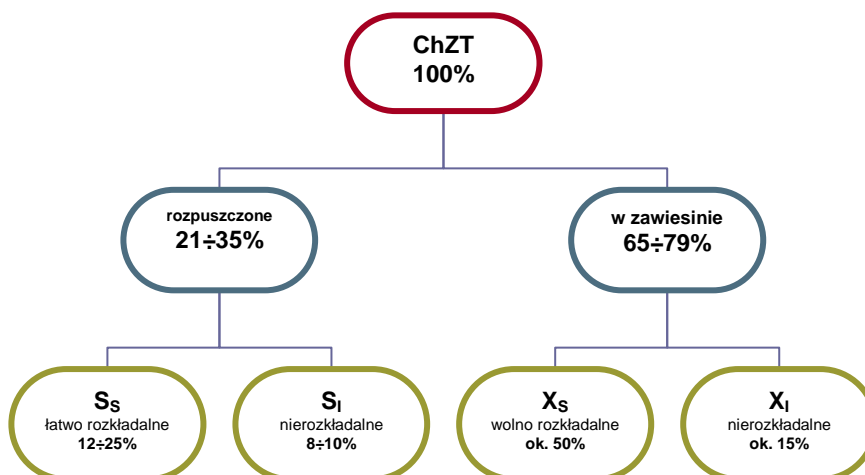 ChZT
100%
rozpuszczone
21÷35%
w zawiesinie
65÷79%
SS
łatwo rozkładalne
12÷25%
SI
nierozkładalne
8÷10%
XS
wolno rozkładalne
ok. 50%
XI
nierozkładalne
ok. 15%